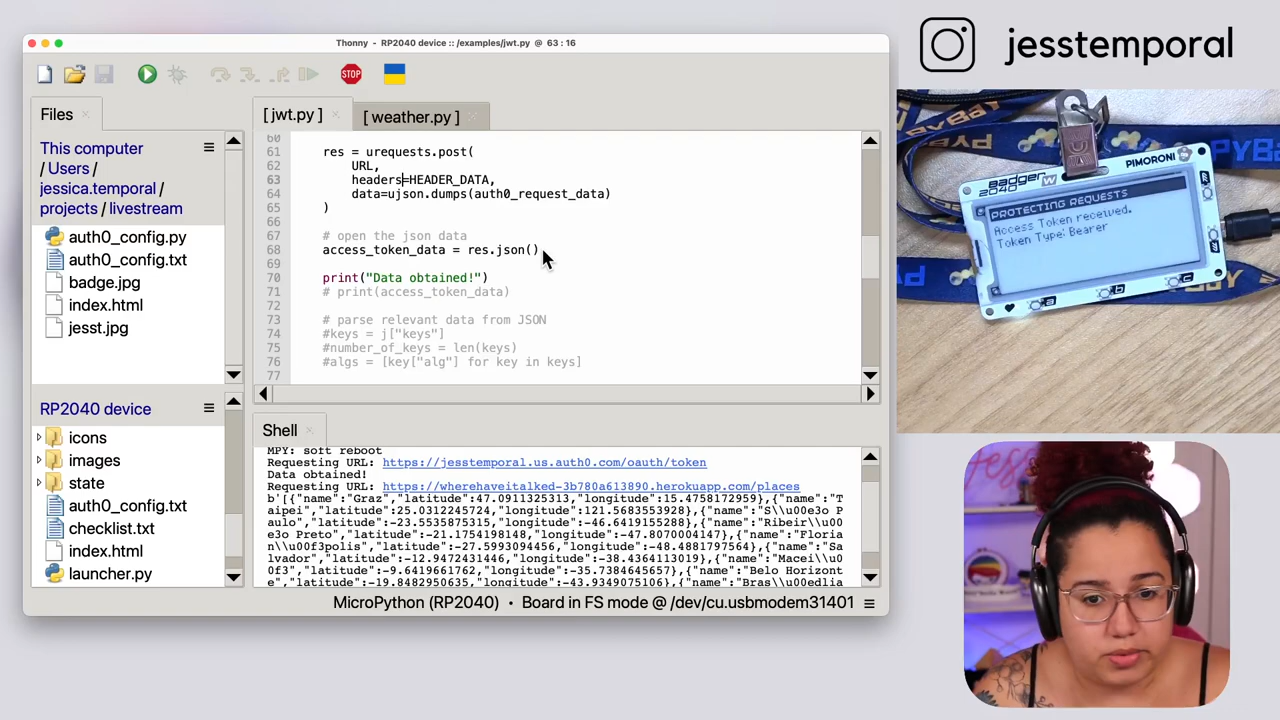 Thonny - RP2040 device :: /examples/jwt.py @ 63 : 16
jesstemporal
STOP
Files
This computer
/ Users /
jessica.temporal /
projects / livestream
auth0_config.py
auth0_config.txt
badge.jpg
index.html
jesst.jpg
RP2040 device
icons
images
state
auth0_config.txt
checklist.txt
index.html
launcher.py
[ jwt.py ]
[ weather.py ]
60
61 res = urequests.post(
62 URL,
63 headers=HEADER_DATA,
64 data=ujson.dumps(auth0_request_data)
65 )
66
67 # open the json data
68 access_token_data = res.json()
69
70 print("Data obtained!")
71 # print(access_token_data)
72
73 # parse relevant data from JSON
74 #keys = j["keys"]
75 #number_of_keys = len(keys)
76 #algs = [key["alg"] for key in keys]
77
Shell
MPY: soft reboot
Requesting URL: https://jesstemporal.us.auth0.com/oauth/token
Data obtained!
Requesting URL: https://wherehaveitalked-3b780a613890.herokuapp.com/places
b'[{"name":"Graz","latitude":47.0911325313,"longitude":15.4758172959},{"name":"T
aipei","latitude":25.0312245724,"longitude":121.5683553928},{"name":"S\\u00e3o P
aulo","latitude":-23.5535875315,"longitude":-46.6419155288},{"name":"Ribeir\\u00
e3o Preto","latitude":-21.1754198148,"longitude":-47.8070004147},{"name":"Floria
n\\u00f3polis","latitude":-27.5993094456,"longitude":-48.4881797564},{"name":"Sa
lvador","latitude":-12.9472431446,"longitude":-38.4364113019},{"name":"Macei\\u0
0f3","latitude":-9.6419661762,"longitude":-35.7384645657},{"name":"Belo Horizont
e","latitude":-19.8482950635,"longitude":-43.9349075106},{"name":"Bras\\u00edlia
MicroPython (RP2040) • Board in FS mode @ /dev/cu.usbmodem31401
PIMORONI
badger
2040 W
PROTECTING REQUESTS
Access Token received.
Token Type: Bearer
a
b
c